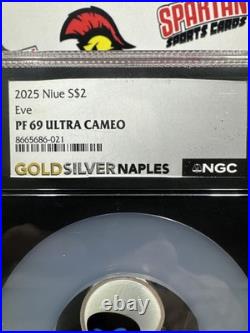 SPARTAN
SPORTS CARDS
2025 Niue S$2
Eve
PF 69 ULTRA CAMEO
8665686-021
GOLDSILVERNAPLES
NGC